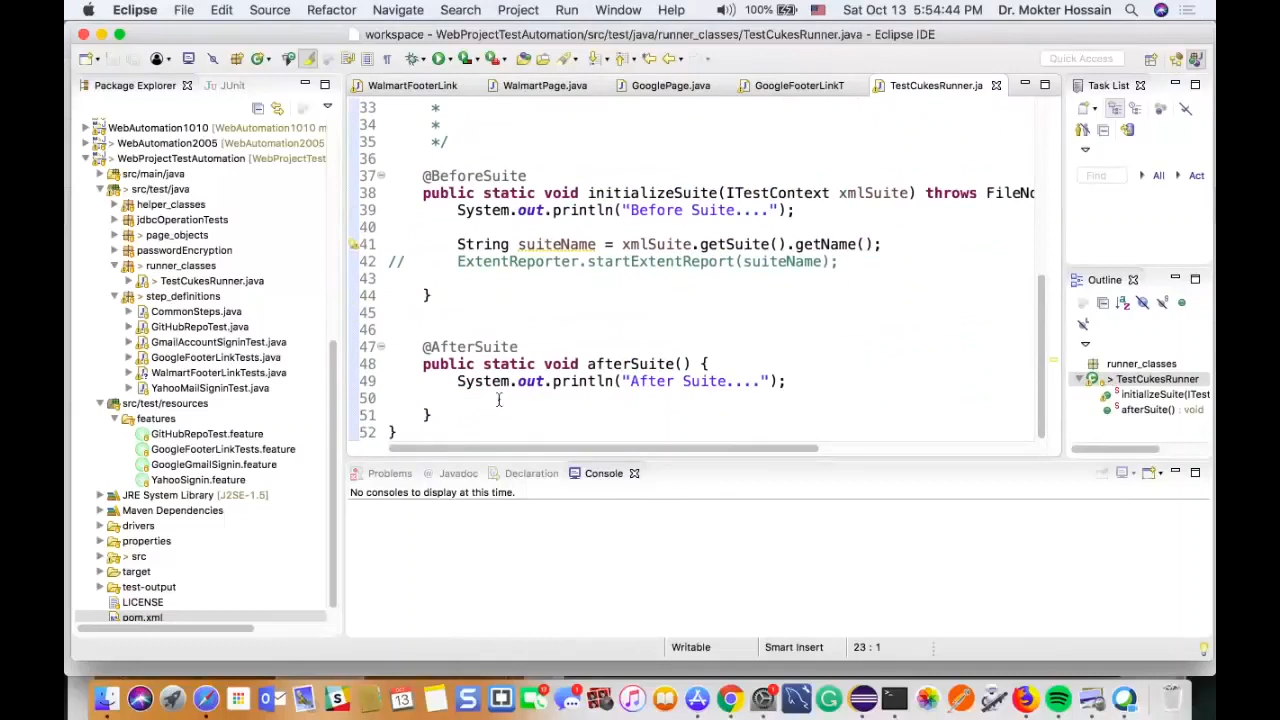 Eclipse File Edit Source Refactor Navigate Search Project Run Window Help 100% Sat Oct 13 5:54:44 PM Dr. Mokter Hossain
workspace - WebProjectTestAutomation/src/test/java/runner_classes/TestCukesRunner.java - Eclipse IDE
Quick Access
Package Explorer JUnit
WalmartFooterLink WalmartPage.java GooglePage.java GoogleFooterLinkT TestCukesRunner.ja
Task List
WebAutomation1010 [WebAutomation1010 m
> WebAutomation2005 [WebAutomation2005
> WebProjectTestAutomation [WebProjectTest
src/main/java
> src/test/java
helper_classes
jdbcOperationTests
> page_objects
passwordEncryption
> runner_classes
> TestCukesRunner.java
> step_definitions
CommonSteps.java
GitHubRepoTest.java
GmailAccountSigninTest.java
GoogleFooterLinkTests.java
WalmartFooterLinkTests.java
YahooMailSigninTest.java
> src/test/resources
features
GitHubRepoTest.feature
GoogleFooterLinkTests.feature
GoogleGmailSignin.feature
YahooSignin.feature
JRE System Library [J2SE-1.5]
Maven Dependencies
drivers
properties
> src
target
test-output
LICENSE
pom.xml
33 *
34 *
35 */
36
37 @BeforeSuite
38 public static void initializeSuite(ITestContext xmlSuite) throws FileNo
39 System.out.println("Before Suite....");
40
41 String suiteName = xmlSuite.getSuite().getName();
42 // ExtentReporter.startExtentReport(suiteName);
43
44 }
45
46
47 @AfterSuite
48 public static void afterSuite() {
49 System.out.println("After Suite....");
50
51 }
52 }
Find All Act
Outline
runner_classes
> TestCukesRunner
initializeSuite(ITest
afterSuite() : void
Problems @ Javadoc Declaration Console
No consoles to display at this time.
Writable Smart Insert 23 : 1